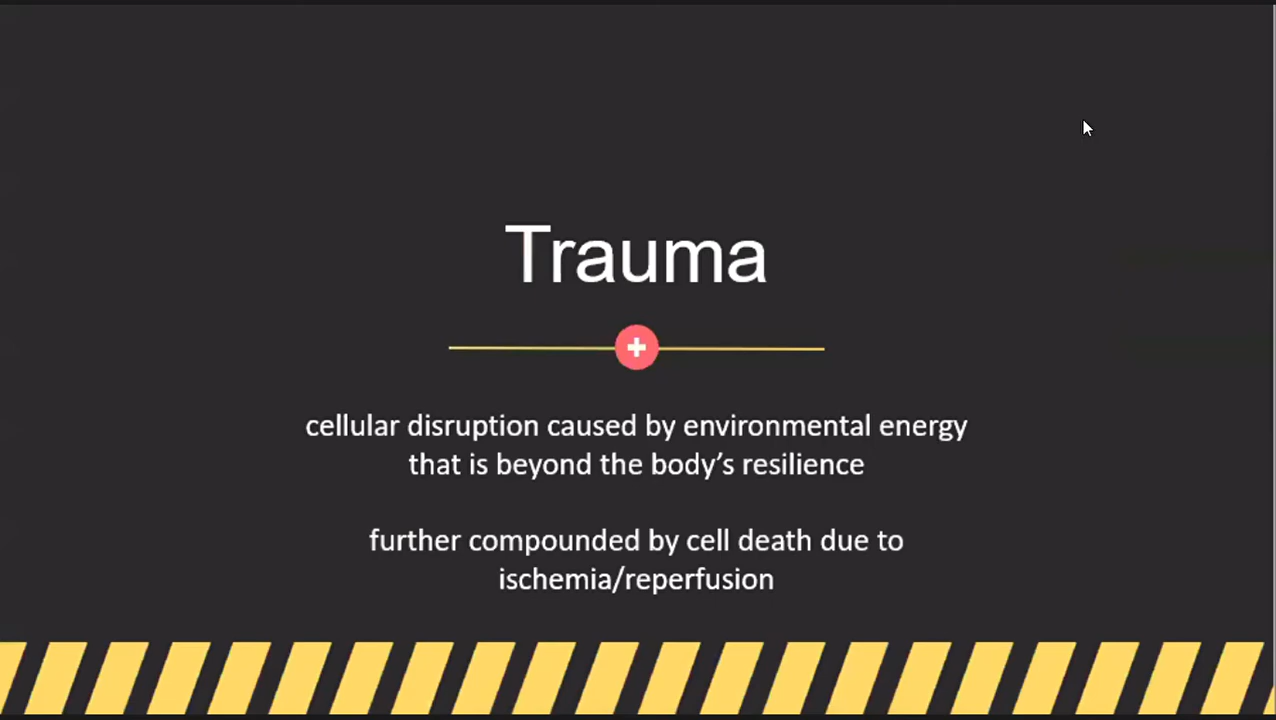 Trauma
cellular disruption caused by environmental energy
that is beyond the body’s resilience
further compounded by cell death due to
ischemia/reperfusion